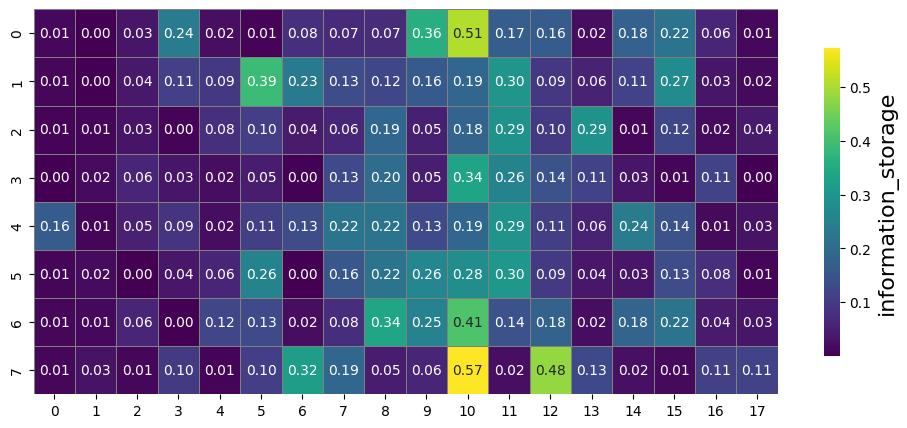 0 0.01 0.00 0.03 0.24 0.02 0.01 0.08 0.07 0.07 0.36 0.51 0.17 0.16 0.02 0.18 0.22 0.06 0.01
1 0.01 0.00 0.04 0.11 0.09 0.39 0.23 0.13 0.12 0.16 0.19 0.30 0.09 0.06 0.11 0.27 0.03 0.02
2 0.01 0.01 0.03 0.00 0.08 0.10 0.04 0.06 0.19 0.05 0.18 0.29 0.10 0.29 0.01 0.12 0.02 0.04
3 0.00 0.02 0.06 0.03 0.02 0.05 0.00 0.13 0.20 0.05 0.34 0.26 0.14 0.11 0.03 0.01 0.11 0.00
4 0.16 0.01 0.05 0.09 0.02 0.11 0.13 0.22 0.22 0.13 0.19 0.29 0.11 0.06 0.24 0.14 0.01 0.03
5 0.01 0.02 0.00 0.04 0.06 0.26 0.00 0.16 0.22 0.26 0.28 0.30 0.09 0.04 0.03 0.13 0.08 0.01
6 0.01 0.01 0.06 0.00 0.12 0.13 0.02 0.08 0.34 0.25 0.41 0.14 0.18 0.02 0.18 0.22 0.04 0.03
7 0.01 0.03 0.01 0.10 0.01 0.10 0.32 0.19 0.05 0.06 0.57 0.02 0.48 0.13 0.02 0.01 0.11 0.11
0 1 2 3 4 5 6 7 8 9 10 11 12 13 14 15 16 17
0.5
0.4
0.3
0.2
0.1
information_storage